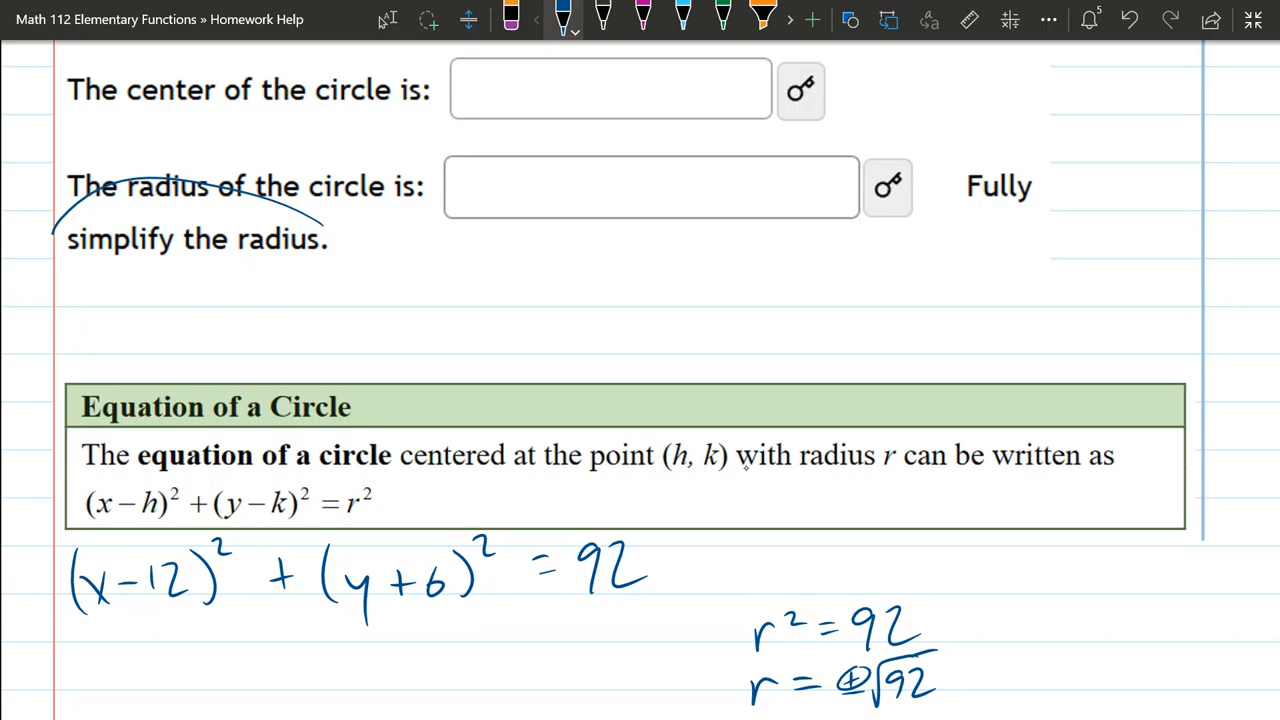 Math 112 Elementary Functions » Homework Help
5
The center of the circle is:
The radius of the circle is: Fully
simplify the radius.
Equation of a Circle
The equation of a circle centered at the point (h, k) with radius r can be written as
(x − h)² + (y − k)² = r²
(x − 12)² + (y + 6)² = 92
r² = 92
r = ±√92